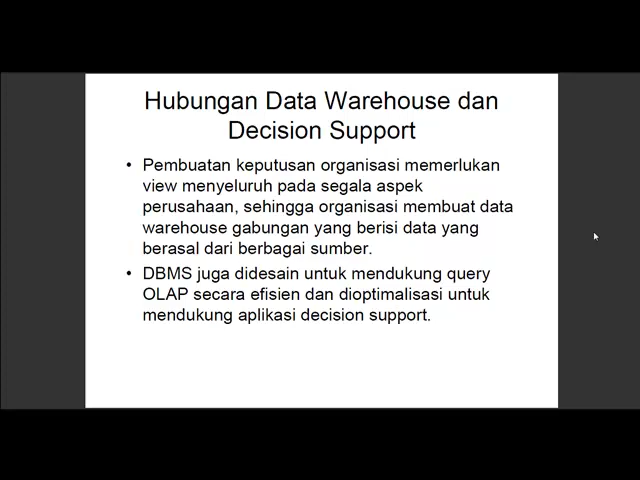 Hubungan Data Warehouse dan
Decision Support
• Pembuatan keputusan organisasi memerlukan
view menyeluruh pada segala aspek
perusahaan, sehingga organisasi membuat data
warehouse gabungan yang berisi data yang
berasal dari berbagai sumber.
• DBMS juga didesain untuk mendukung query
OLAP secara efisien dan dioptimalisasi untuk
mendukung aplikasi decision support.